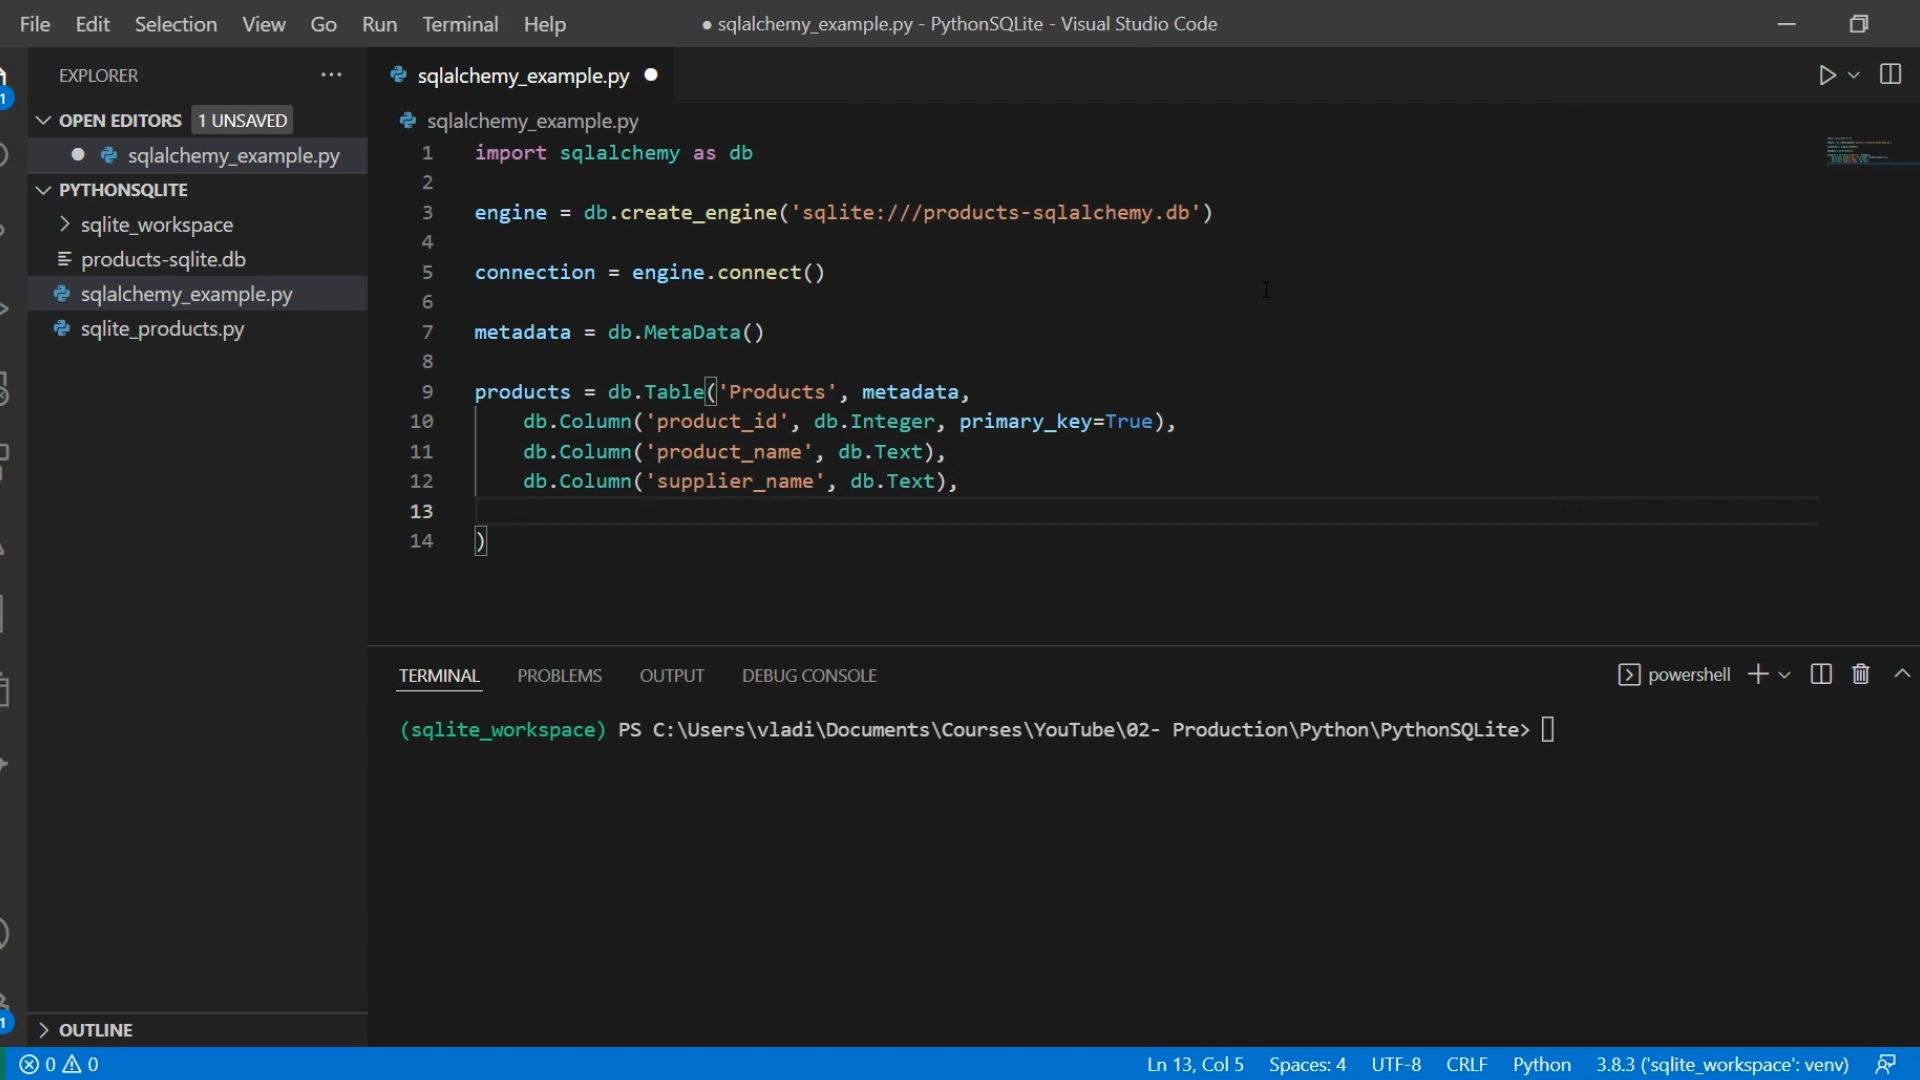 File Edit Selection View Go Run Terminal Help ● sqlalchemy_example.py - PythonSQLite - Visual Studio Code
EXPLORER ···
OPEN EDITORS 1 UNSAVED
sqlalchemy_example.py
PYTHONSQLITE
sqlite_workspace
products-sqlite.db
sqlalchemy_example.py
sqlite_products.py
OUTLINE
1
1
sqlalchemy_example.py
sqlalchemy_example.py
1 import sqlalchemy as db
2
3 engine = db.create_engine('sqlite:///products-sqlalchemy.db')
4
5 connection = engine.connect()
6
7 metadata = db.MetaData()
8
9 products = db.Table('Products', metadata,
10 db.Column('product_id', db.Integer, primary_key=True),
11 db.Column('product_name', db.Text),
12 db.Column('supplier_name', db.Text),
13
14 )
TERMINAL PROBLEMS OUTPUT DEBUG CONSOLE powershell
(sqlite_workspace) PS C:\Users\vladi\Documents\Courses\YouTube\02- Production\Python\PythonSQLite>
0 0 Ln 13, Col 5 Spaces: 4 UTF-8 CRLF Python 3.8.3 ('sqlite_workspace': venv)